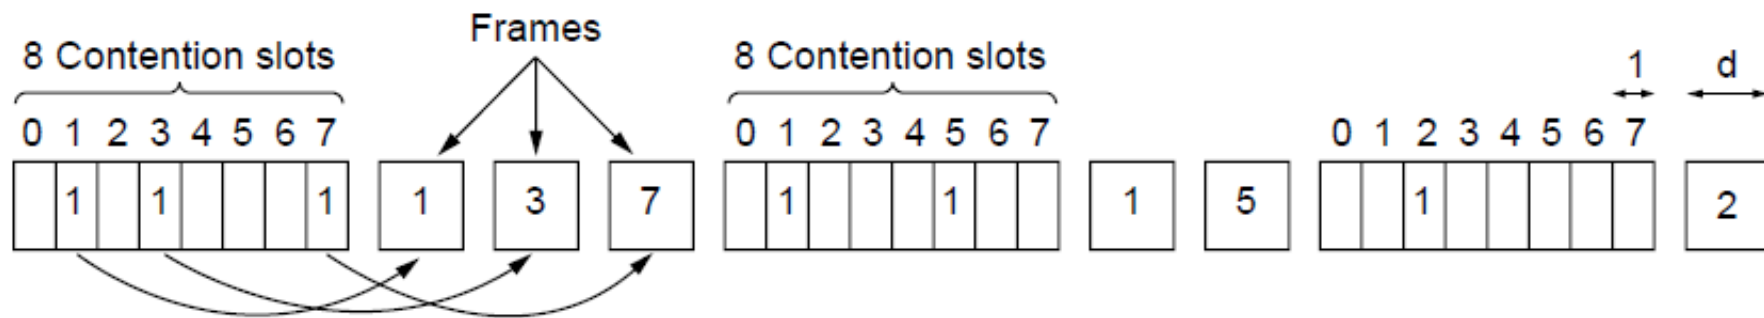 Frames
8 Contention slots 8 Contention slots 1 d
0 1 2 3 4 5 6 7 0 1 2 3 4 5 6 7 0 1 2 3 4 5 6 7
1 1 1 1 3 7 1 1 1 5 1 2